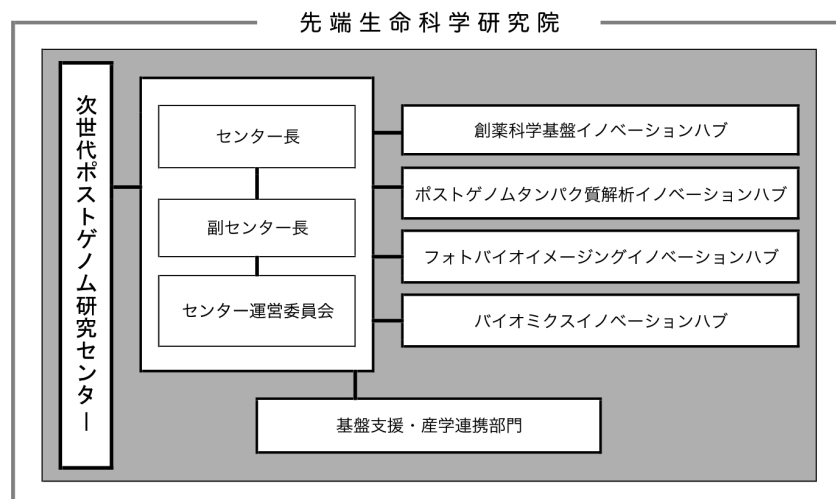 先端生命科学研究院
次世代ポストゲノム研究センター
センター長
副センター長
センター運営委員会
創薬科学基盤イノベーションハブ
ポストゲノムタンパク質解析イノベーションハブ
フォトバイオイメージングイノベーションハブ
バイオミクスイノベーションハブ
基盤支援・産学連携部門